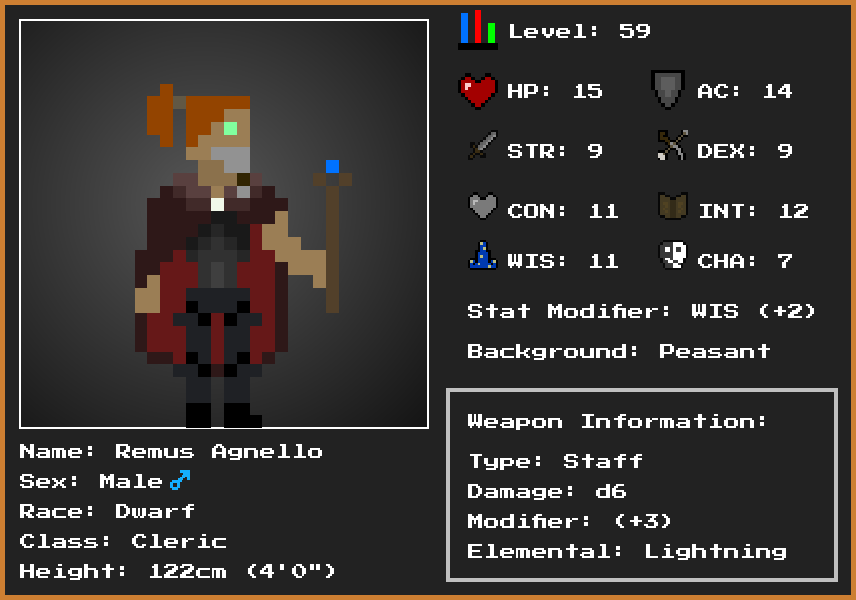 Level: 59
HP: 15
AC: 14
STR: 9
DEX: 9
CON: 11
INT: 12
WIS: 11
CHA: 7
Stat Modifier: WIS (+2)
Background: Peasant
Weapon Information:
Type: Staff
Damage: d6
Modifier: (+3)
Elemental: Lightning
Name: Remus Agnello
Sex: Male ♂
Race: Dwarf
Class: Cleric
Height: 122cm (4'0")